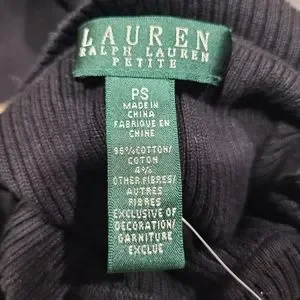 LAUREN
RALPH LAUREN
PETITE
PS
MADE IN
CHINA
FABRIQUE EN
CHINE
96% COTTON/
COTON
4%
OTHER FIBRES/
AUTRES
FIBRES
EXCLUSIVE OF
DECORATION/
GARNITURE
EXCLUE